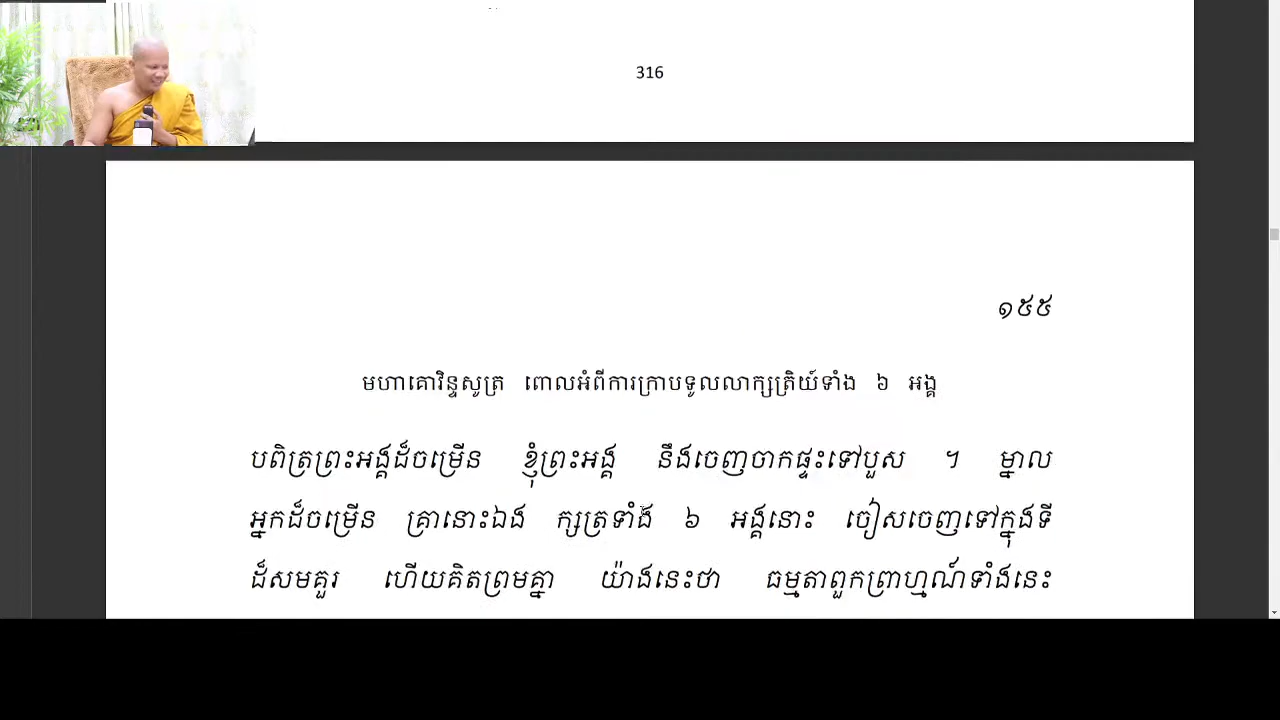 316
១៥៥
មហាគោវិន្ទសូត្រ ពោលអំពីការក្រាបទូលលាក្សត្រិយ៍ទាំង ៦ អង្គ
បពិត្រព្រះអង្គដ៏ចម្រើន ខ្ញុំព្រះអង្គ នឹងចេញចាកផ្ទះទៅបួស ។ ម្នាល
អ្នកដ៏ចម្រើន គ្រានោះឯង ក្សត្រទាំង ៦ អង្គនោះ ចៀសចេញទៅក្នុងទី
ដ៏សមគួរ ហើយគិតព្រមគ្នា យ៉ាងនេះថា ធម្មតាពួកព្រាហ្មណ៍ទាំងនេះ